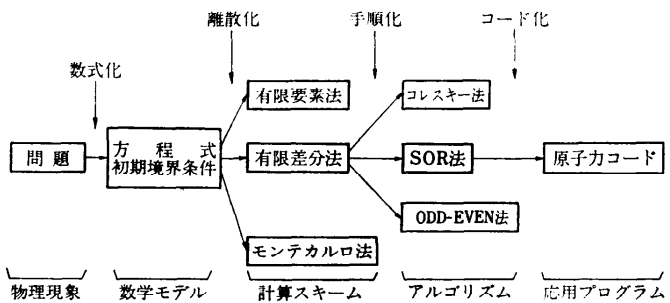 離散化
手順化
コード化
数式化
有限要素法
コレスキー法
問題
方程式
初期境界条件
有限差分法
SOR法
原子力コード
ODD-EVEN法
モンテカルロ法
物理現象
数学モデル
計算スキーム
アルゴリズム
応用プログラム